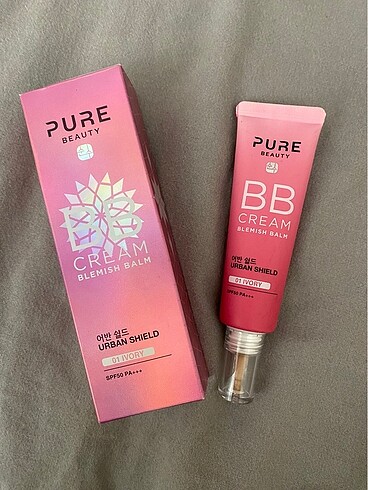 PURE
BEAUTY
BB
CREAM
BLEMISH BALM
어반 쉴드
URBAN SHIELD
01 IVORY
SPF50 PA+++
PURE
BEAUTY
BB
CREAM
BLEMISH BALM
어반 쉴드
URBAN SHIELD
01 IVORY
SPF50 PA+++